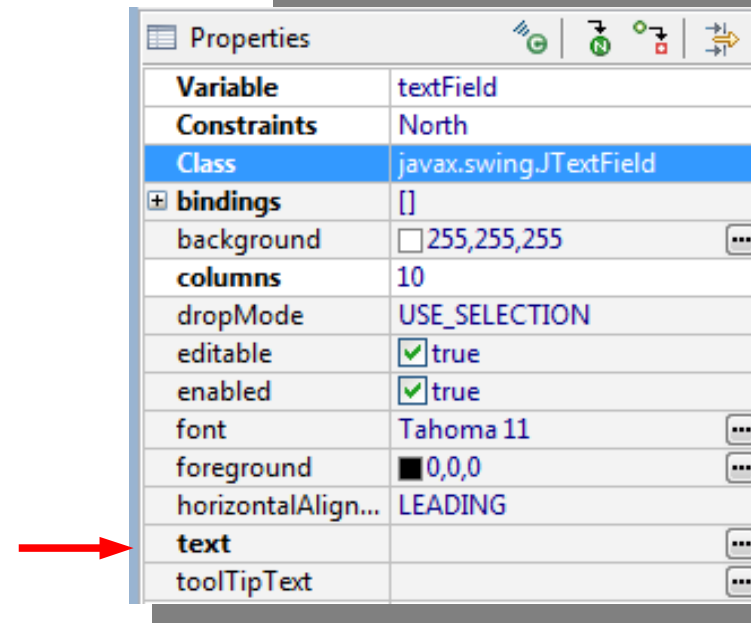 Properties
Variable textField
Constraints North
Class javax.swing.JTextField
bindings []
background 255,255,255
columns 10
dropMode USE_SELECTION
editable true
enabled true
font Tahoma 11
foreground 0,0,0
horizontalAlign... LEADING
text
toolTipText